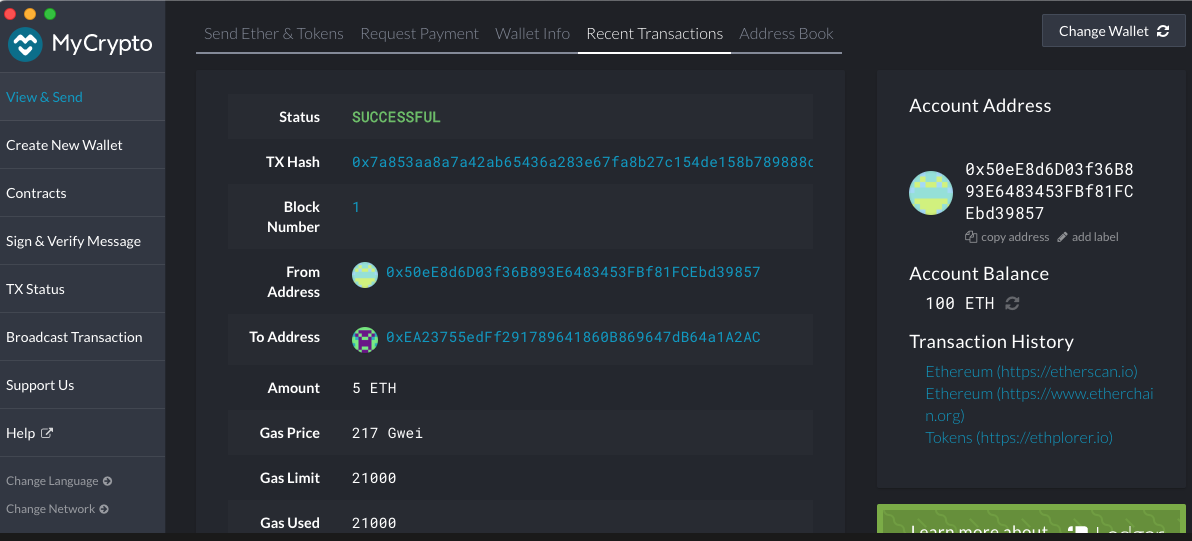 MyCrypto
View & Send
Create New Wallet
Contracts
Sign & Verify Message
TX Status
Broadcast Transaction
Support Us
Help
Change Language
Change Network
Send Ether & Tokens
Request Payment
Wallet Info
Recent Transactions
Address Book
Change Wallet
Status
SUCCESSFUL
TX Hash
0x7a853aa8a7a42ab65436a283e67fa8b27c154de158b789888c
Block
Number
1
From
Address
0x50eE8d6D03f36B893E6483453FBf81FCEbd39857
To Address
0xEA23755edFf291789641860B869647dB64a1A2AC
Amount
5 ETH
Gas Price
217 Gwei
Gas Limit
21000
Gas Used
21000
Account Address
0x50eE8d6D03f36B8
93E6483453FBf81FC
Ebd39857
copy address
add label
Account Balance
100 ETH
Transaction History
Ethereum (https://etherscan.io)
Ethereum (https://www.etherchai
n.org)
Tokens (https://ethplorer.io)
Learn more about
Ledger